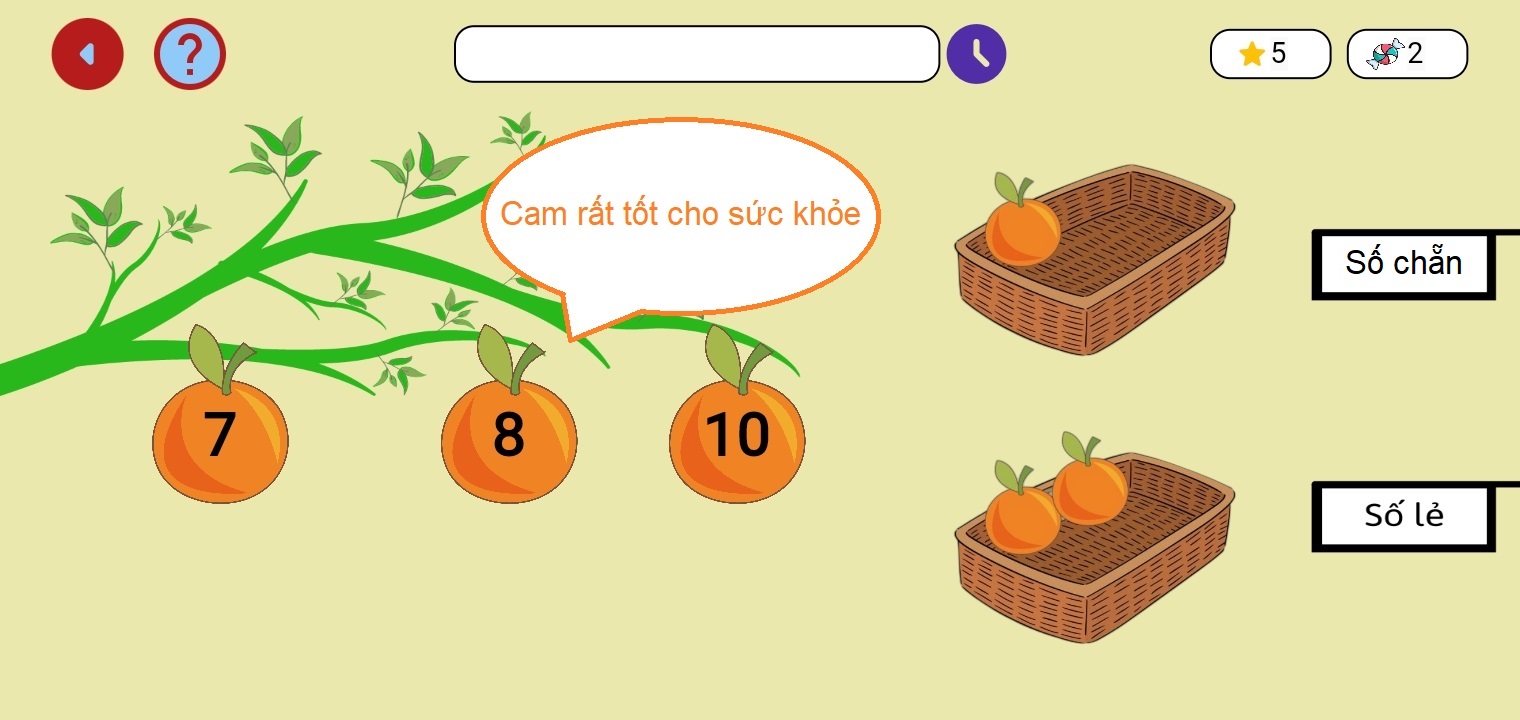 ?
5
2
Cam rất tốt cho sức khỏe
Số chẵn
7
8
10
Số lẻ